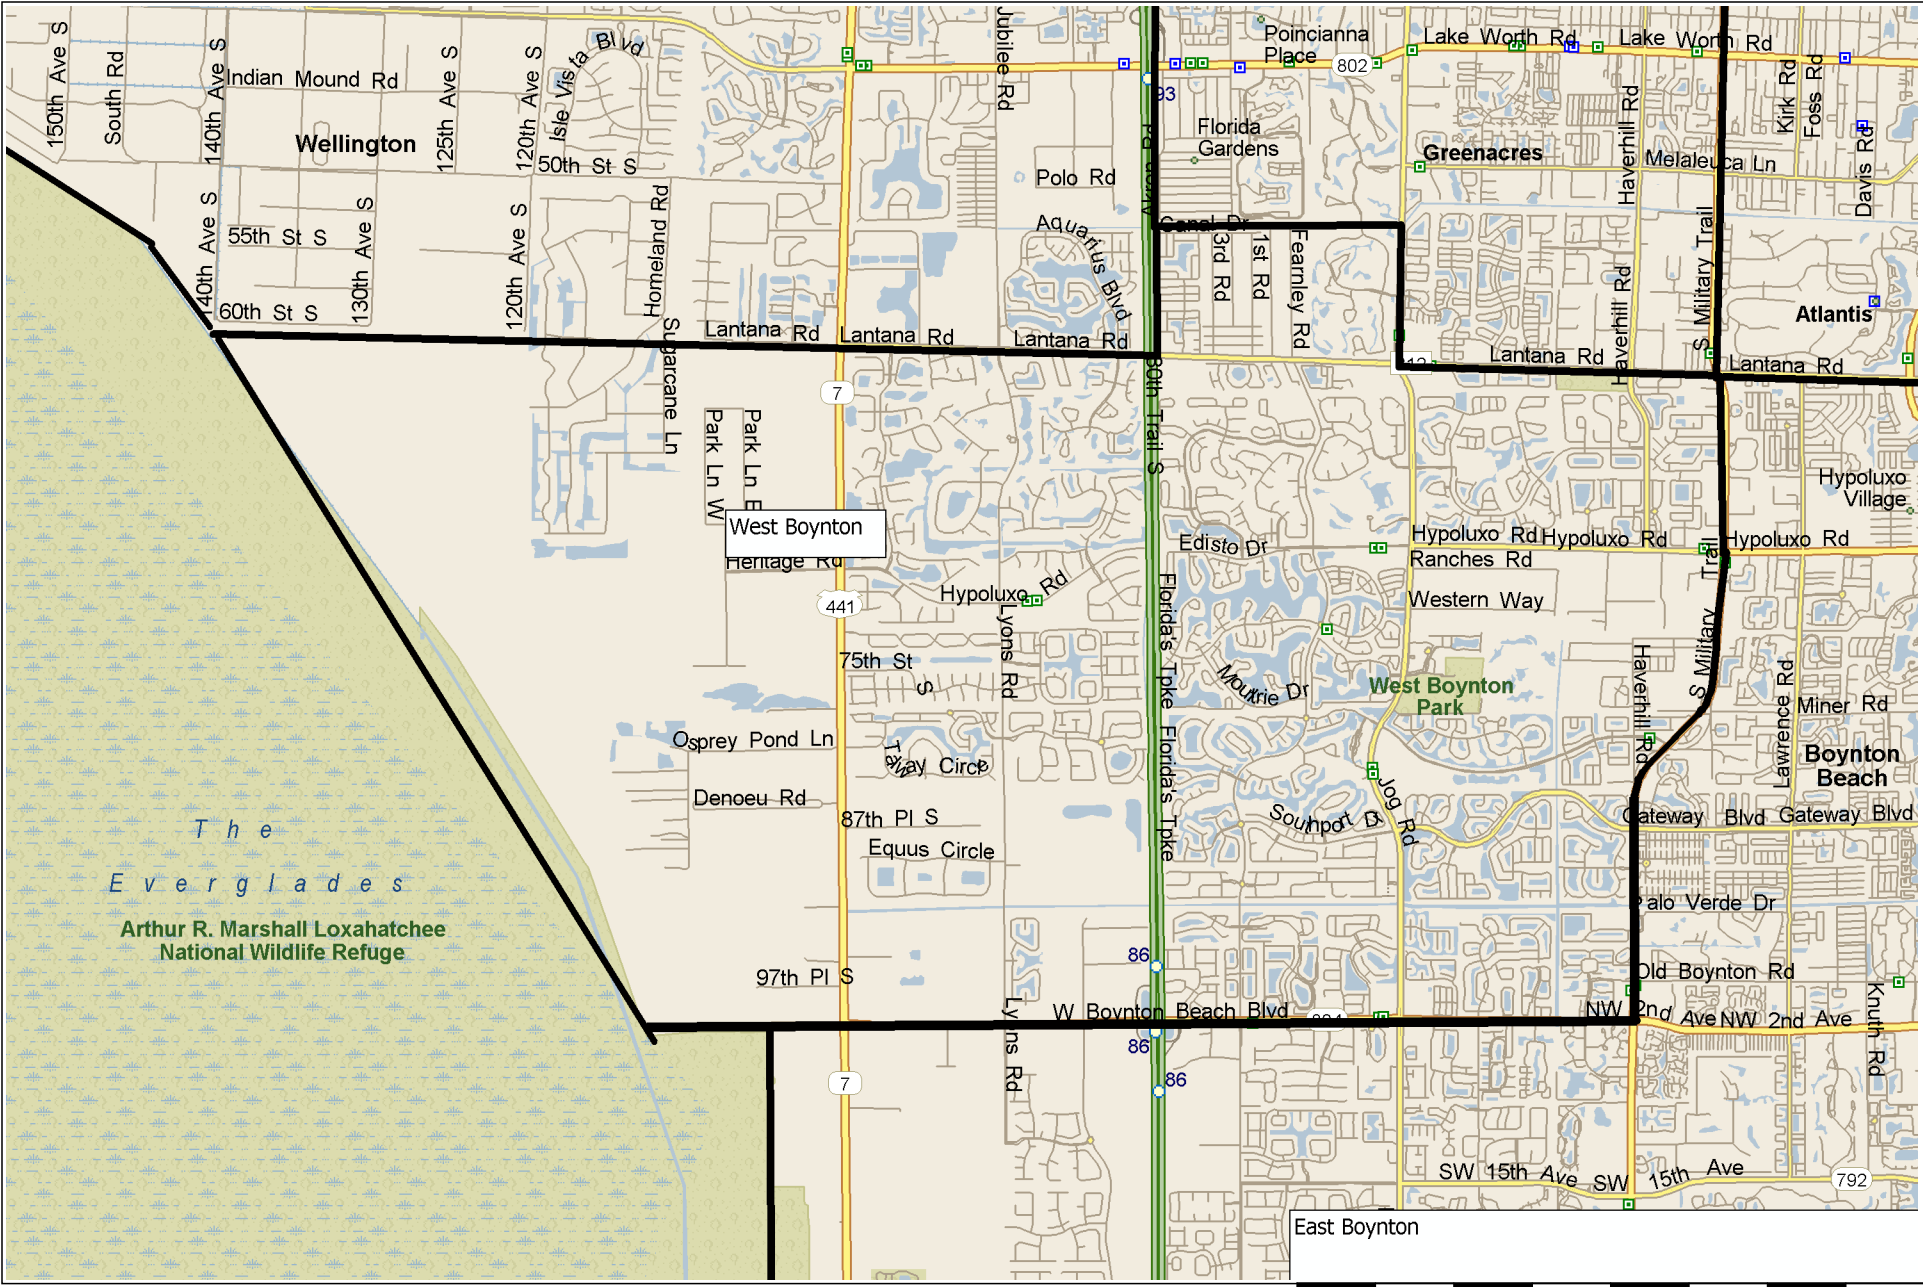 150th Ave S
South Rd
140th Ave S
Indian Mound Rd
125th Ave S
120th Ave S
Isle Vista Blvd
Jubilee Rd
Poincianna
Place
802
Lake Worth Rd
Lake Worth Rd
Kirk Rd
Foss Rd
Davis Rd
93
Wellington
50th St S
Florida
Gardens
Greenacres
Haverhill Rd
Melaleuca Ln
Polo Rd
Homeland Rd
40th Ave S
55th St S
130th Ave S
120th Ave S
Aquarius Blvd
Canal Dr
3rd Rd
1st Rd
Fearnley Rd
Haverhill Rd
S Military Trail
Atlantis
60th St S
Sugarcane Ln
Lantana Rd
Lantana Rd
Lantana Rd
Lantana Rd
Lantana Rd
7
80th Trail S
Park Ln W
Park Ln E
Hypoluxo
Village
West Boynton
Heritage Rd
Edisto Dr
Hypoluxo Rd
Hypoluxo Rd
Hypoluxo Rd
Ranches Rd
441
Hypoluxo Rd
Western Way
Lyons Rd
Florida's Tpke
Florida's Tpke
75th St S
Mourie Dr
West Boynton
Park
Haverhill Rd
S Military Trail
Lawrence Rd
Miner Rd
Osprey Pond Ln
Boynton
Beach
Denoeu Rd
87th Pl S
Southport Dr
Jog Rd
Gateway Blvd
Gateway Blvd
Equus Circle
The
Everglades
Arthur R. Marshall Loxahatchee
National Wildlife Refuge
Palo Verde Dr
86
97th Pl S
Old Boynton Rd
Knuth Rd
Lyons Rd
W Boynton Beach Blvd
NW 2nd Ave
NW 2nd Ave
86
86
7
SW 15th Ave
SW 15th Ave
792
East Boynton